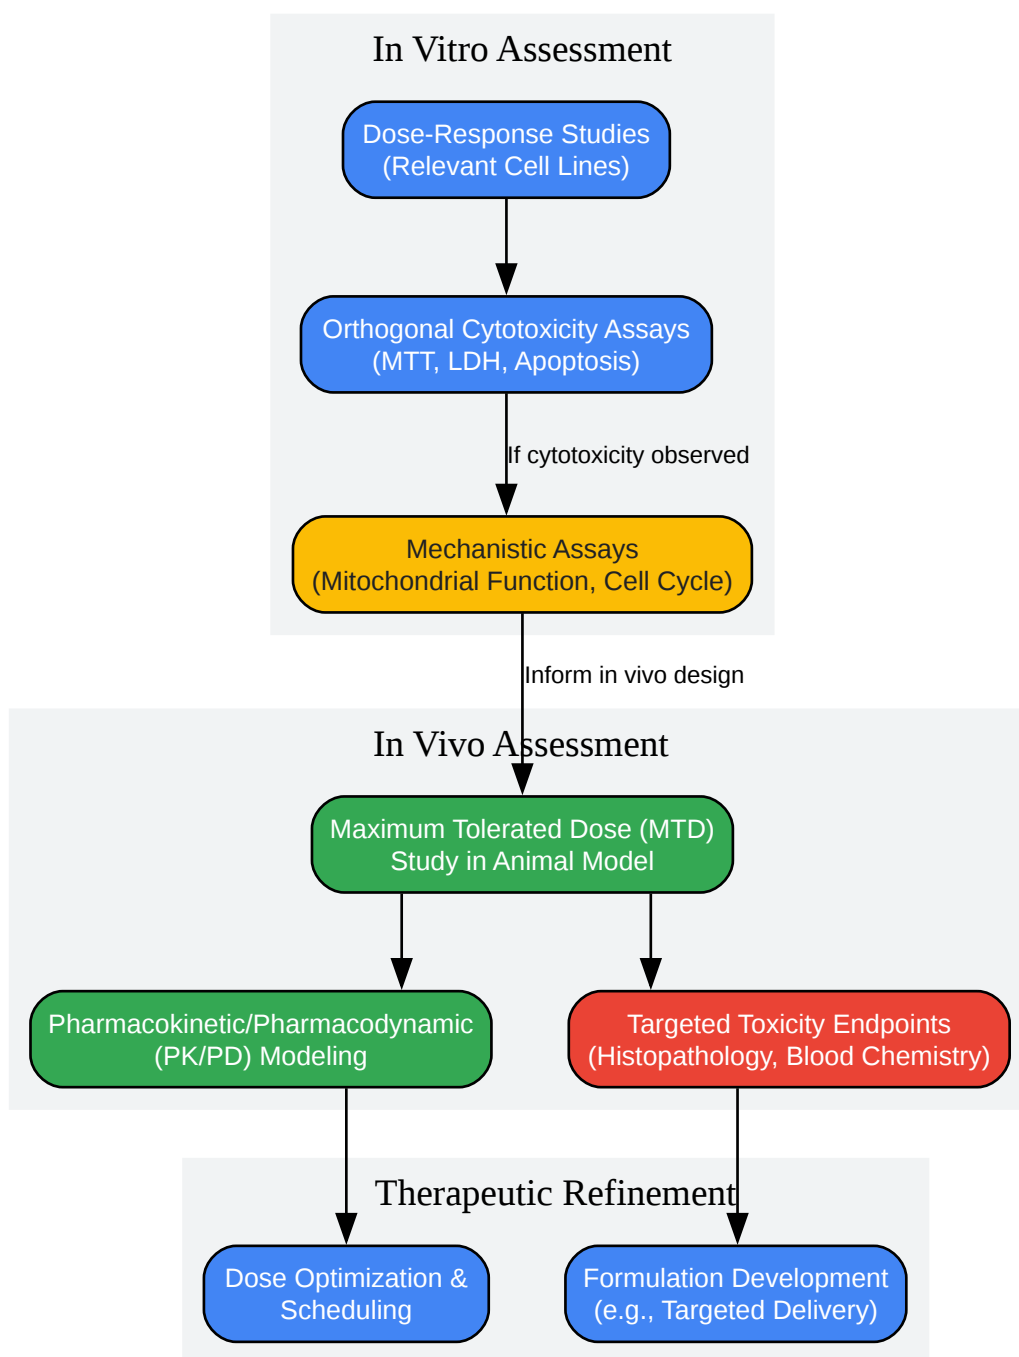 In Vitro Assessment
Dose-Response Studies
(Relevant Cell Lines)
Orthogonal Cytotoxicity Assays
(MTT, LDH, Apoptosis)
If cytotoxicity observed
Mechanistic Assays
(Mitochondrial Function, Cell Cycle)
Inform in vivo design
In Vivo Assessment
Maximum Tolerated Dose (MTD)
Study in Animal Model
Pharmacokinetic/Pharmacodynamic
(PK/PD) Modeling
Targeted Toxicity Endpoints
(Histopathology, Blood Chemistry)
Therapeutic Refinement
Dose Optimization &
Scheduling
Formulation Development
(e.g., Targeted Delivery)